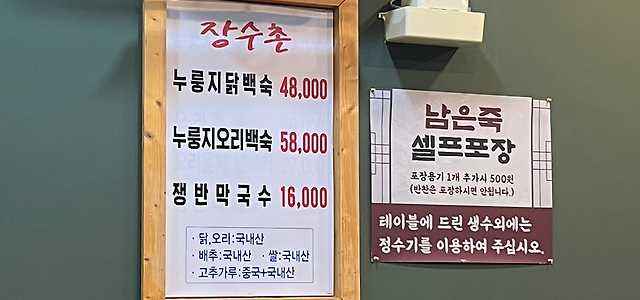 장수촌
누룽지닭백숙 48,000
누룽지오리백숙 58,000
쟁반막국수 16,000
· 닭,오리:국내산
· 배추:국내산 · 쌀:국내산
· 고추가루:중국+국내산
남은죽
셀프포장
포장용기 1개 추가시 500원
(반찬은 포장하시면 안됩니다.)
테이블에 드린 생수외에는
정수기를 이용하여 주십시오.